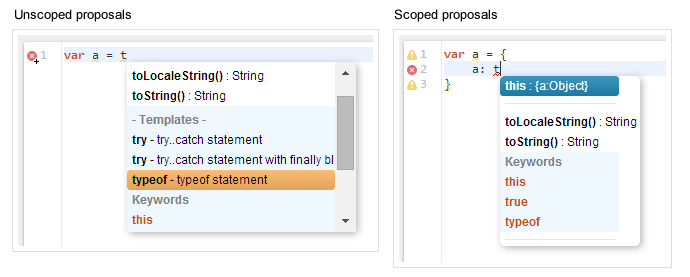 Unscoped proposals
1 var a = t
toLocaleString() : String
toString() : String
- Templates -
try - try..catch statement
try - try..catch statement with finally bl
typeof - typeof statement
Keywords
this
Scoped proposals
1 var a = {
2 a: t
3 }
this : {a:Object}
toLocaleString() : String
toString() : String
Keywords
this
true
typeof